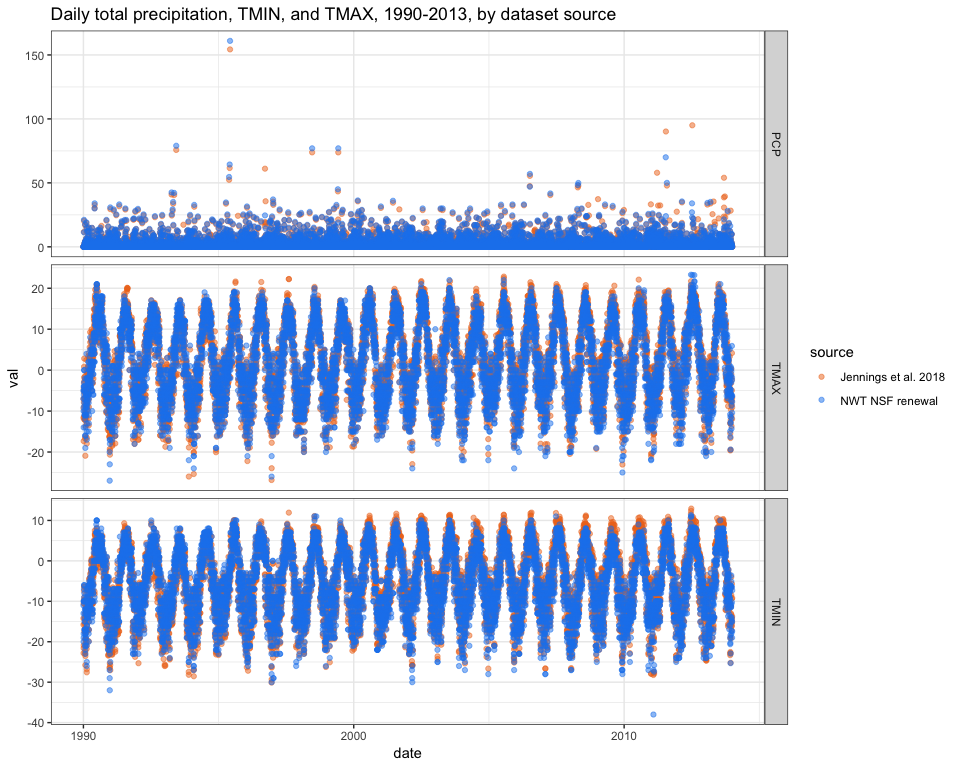 Daily total precipitation, TMIN, and TMAX, 1990-2013, by dataset source
150
100
50
0
PCP
20
10
0
-10
-20
TMAX
10
0
-10
-20
-30
-40
TMIN
val
1990
2000
2010
date
source
Jennings et al. 2018
NWT NSF renewal